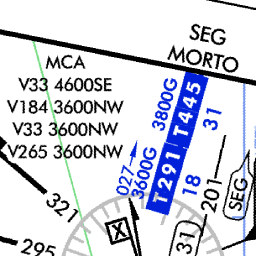 SEG
MORTO
MCA
V33 4600SE
V184 3600NW
V33 3600NW
V265 3600NW
3800G
T445
31
027
3600G
T291
18
201
SEG
321
X
31
295